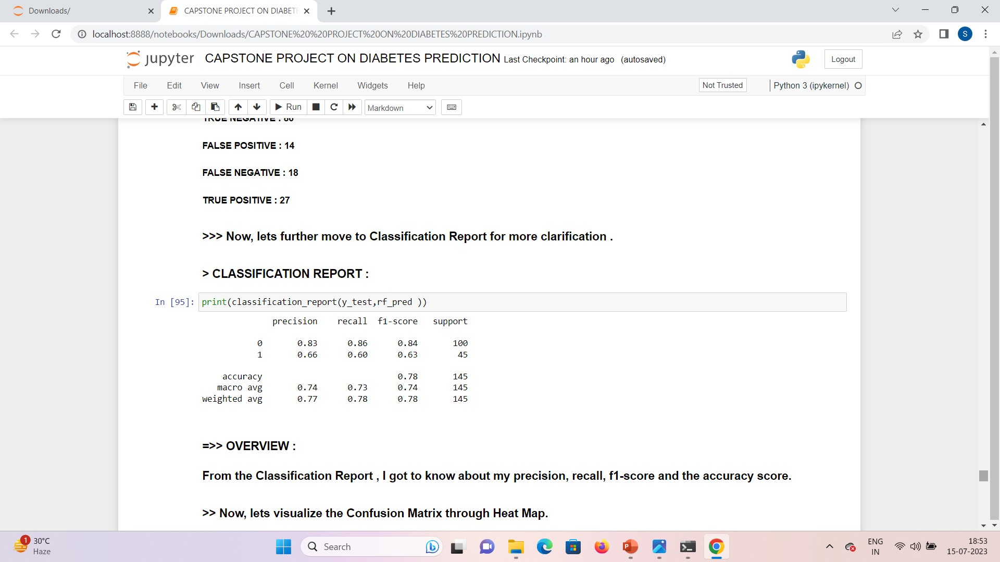 Downloads/
CAPSTONE PROJECT ON DIABETE
localhost:8888/notebooks/Downloads/CAPSTONE%20%20PROJECT%20ON%20DIABETES%20PREDICTION.ipynb
S
jupyter CAPSTONE PROJECT ON DIABETES PREDICTION Last Checkpoint: an hour ago (autosaved)
Logout
File Edit View Insert Cell Kernel Widgets Help
Not Trusted
Python 3 (ipykernel)
Run
Markdown
FALSE POSITIVE : 14
FALSE NEGATIVE : 18
TRUE POSITIVE : 27
>>> Now, lets further move to Classification Report for more clarification .
> CLASSIFICATION REPORT :
In [95]: print(classification_report(y_test,rf_pred ))
precision recall f1-score support
0 0.83 0.86 0.84 100
1 0.66 0.60 0.63 45
accuracy 0.78 145
macro avg 0.74 0.73 0.74 145
weighted avg 0.77 0.78 0.78 145
=>> OVERVIEW :
From the Classification Report , I got to know about my precision, recall, f1-score and the accuracy score.
>> Now, lets visualize the Confusion Matrix through Heat Map.
1
30°C
Haze
Search
ENG
IN
18:53
15-07-2023